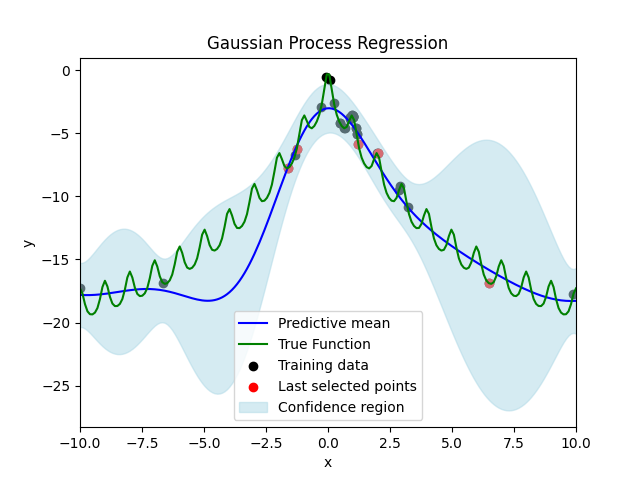 Gaussian Process Regression
0
−5
−10
−15
−20
−25
y
Predictive mean
True Function
Training data
Last selected points
Confidence region
−10.0 −7.5 −5.0 −2.5 0.0 2.5 5.0 7.5 10.0
x